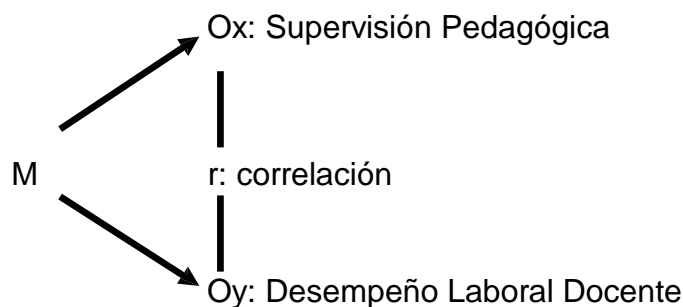 Ox: Supervisión Pedagógica
M
r: correlación
Oy: Desempeño Laboral Docente